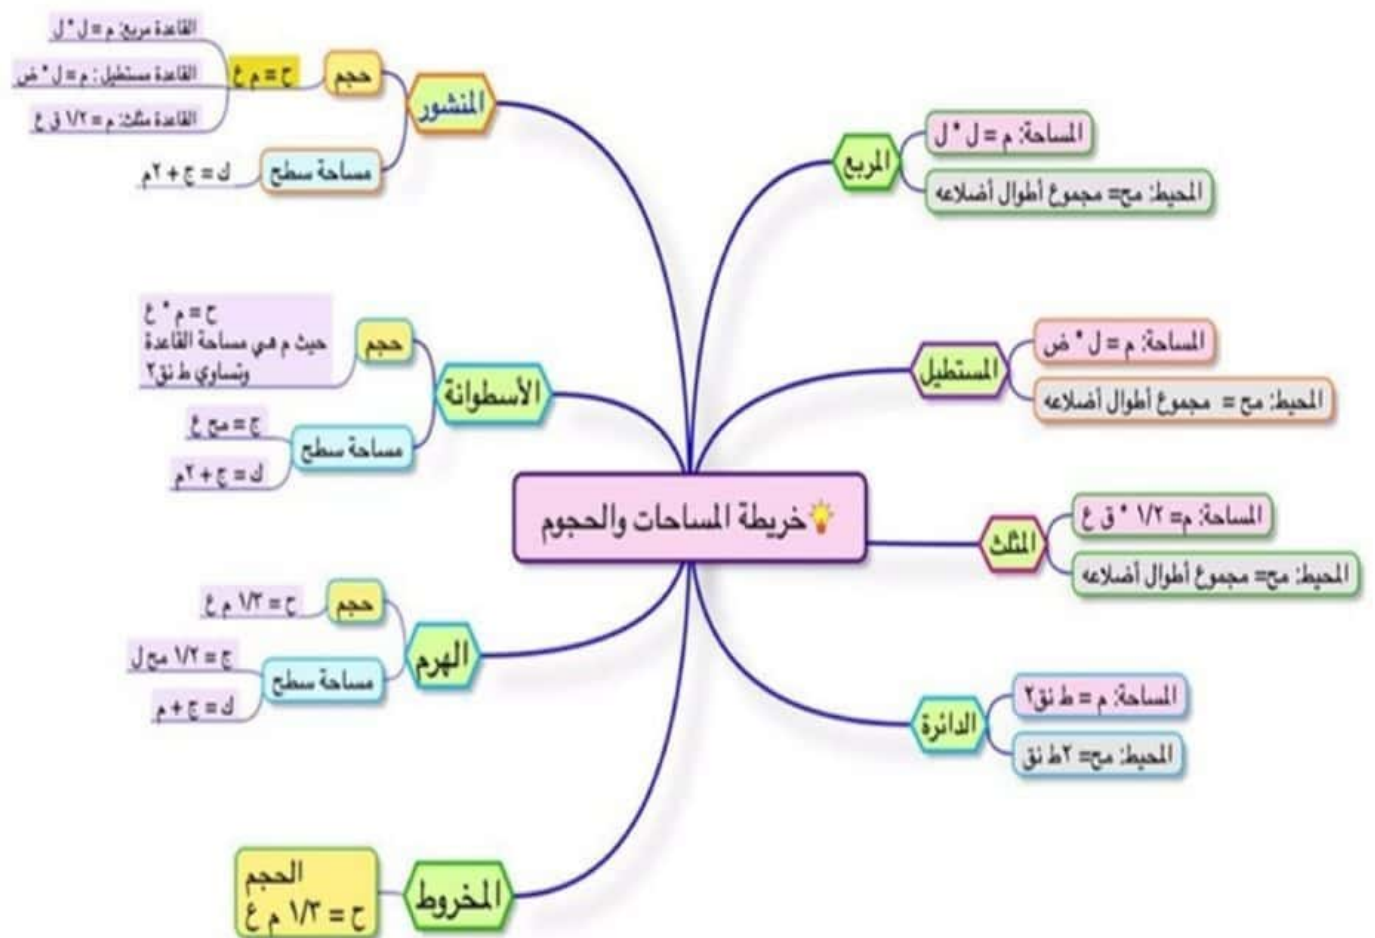 خريطة المساحات والحجوم
المربع
المساحة: م = ل * ل
المحيط: مح= مجموع أطوال أضلاعه
المستطيل
المساحة: م = ل * ض
المحيط: مح = مجموع أطوال أضلاعه
المثلث
المساحة: م= ١/٢ * ق ع
المحيط: مح= مجموع أطوال أضلاعه
الدائرة
المساحة: م = ط نق٢
المحيط: مح= ٢ط نق
المنشور
حجم
ح = م ع
القاعدة مربع: م = ل * ل
القاعدة مستطيل : م = ل * ض
القاعدة مثلث: م = ١/٢ ق ع
مساحة سطح
ك = ج + ٢م
الأسطوانة
حجم
ح = م * ع
حيث م هي مساحة القاعدة
وتساوي ط نق٢
مساحة سطح
ج = مح ع
ك = ج + ٢م
الهرم
حجم
ح = ١/٣ م ع
مساحة سطح
ج = ١/٢ مح ل
ك = ج + م
المخروط
الحجم
ح = ١/٣ م ع